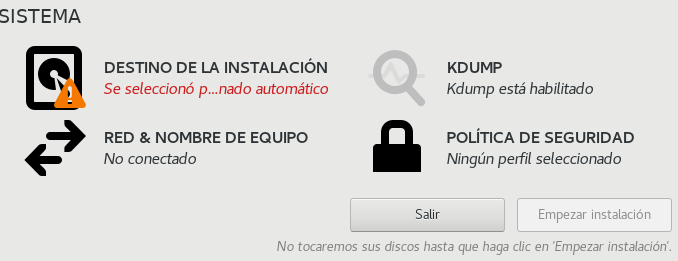 SISTEMA
DESTINO DE LA INSTALACIÓN
Se seleccionó p...nado automático
KDUMP
Kdump está habilitado
RED & NOMBRE DE EQUIPO
No conectado
POLÍTICA DE SEGURIDAD
Ningún perfil seleccionado
Salir
Empezar instalación
No tocaremos sus discos hasta que haga clic en 'Empezar instalación'.